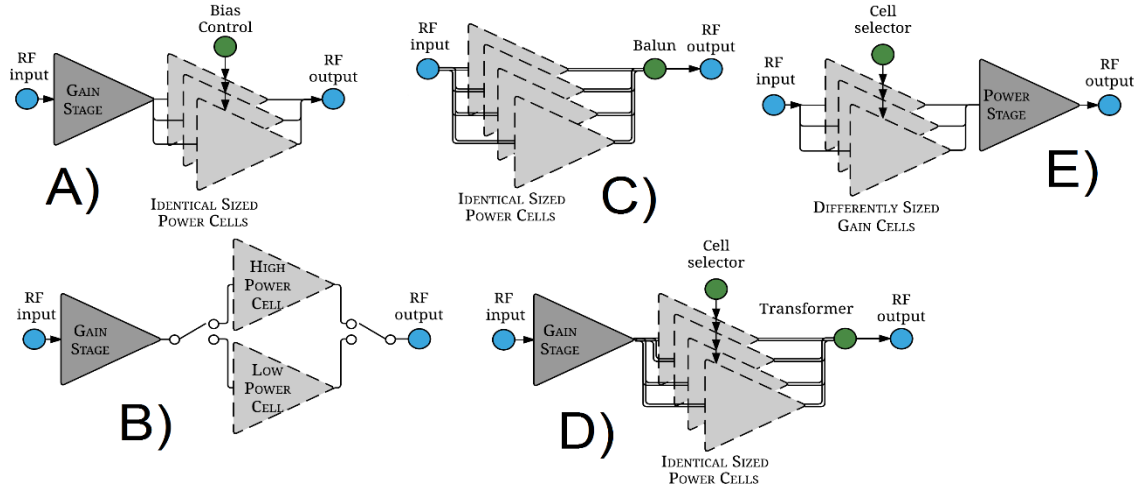 Bias
Control
RF
input
GAIN
STAGE
RF
output
IDENTICAL SIZED
POWER CELLS
A)
RF
input
Balun
RF
output
IDENTICAL SIZED
POWER CELLS
C)
Cell
selector
RF
input
POWER
STAGE
RF
output
DIFFERENTLY SIZED
GAIN CELLS
E)
RF
input
GAIN
STAGE
HIGH
POWER
CELL
LOW
POWER
CELL
RF
output
B)
Cell
selector
RF
input
GAIN
STAGE
Transformer
RF
output
IDENTICAL SIZED
POWER CELLS
D)